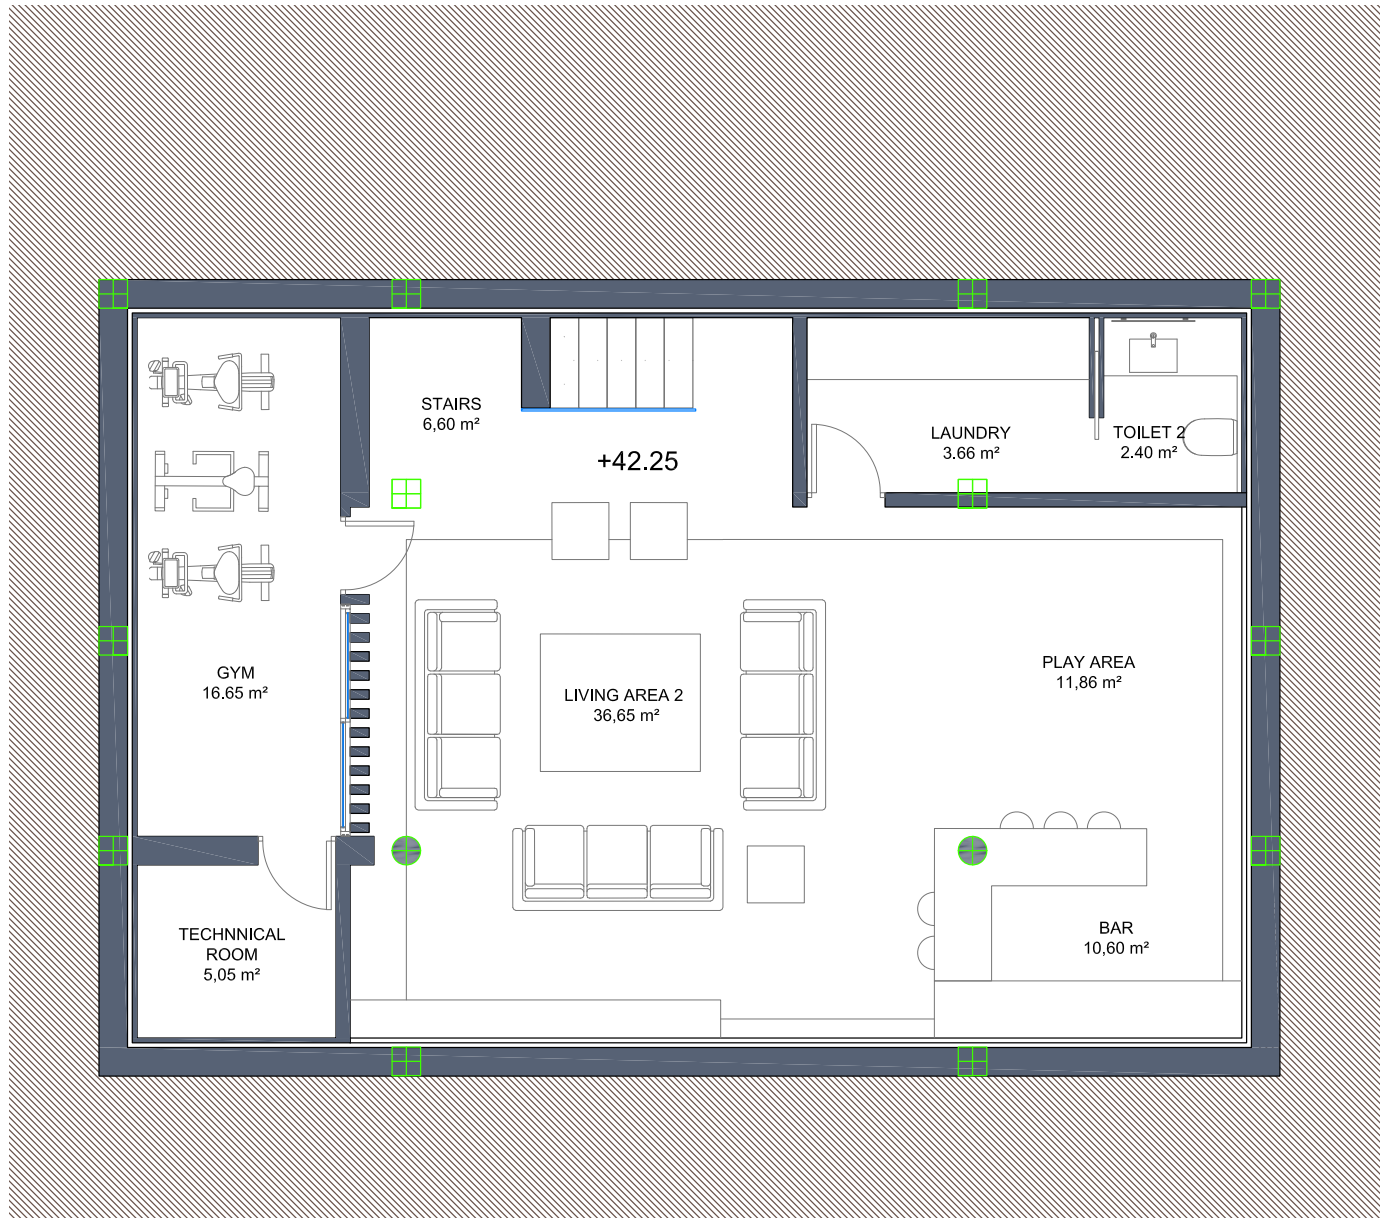 STAIRS
6,60 m²
+42.25
LAUNDRY
3.66 m²
TOILET 2
2.40 m²
GYM
16.65 m²
LIVING AREA 2
36,65 m²
PLAY AREA
11,86 m²
TECHNNICAL
ROOM
5,05 m²
BAR
10,60 m²